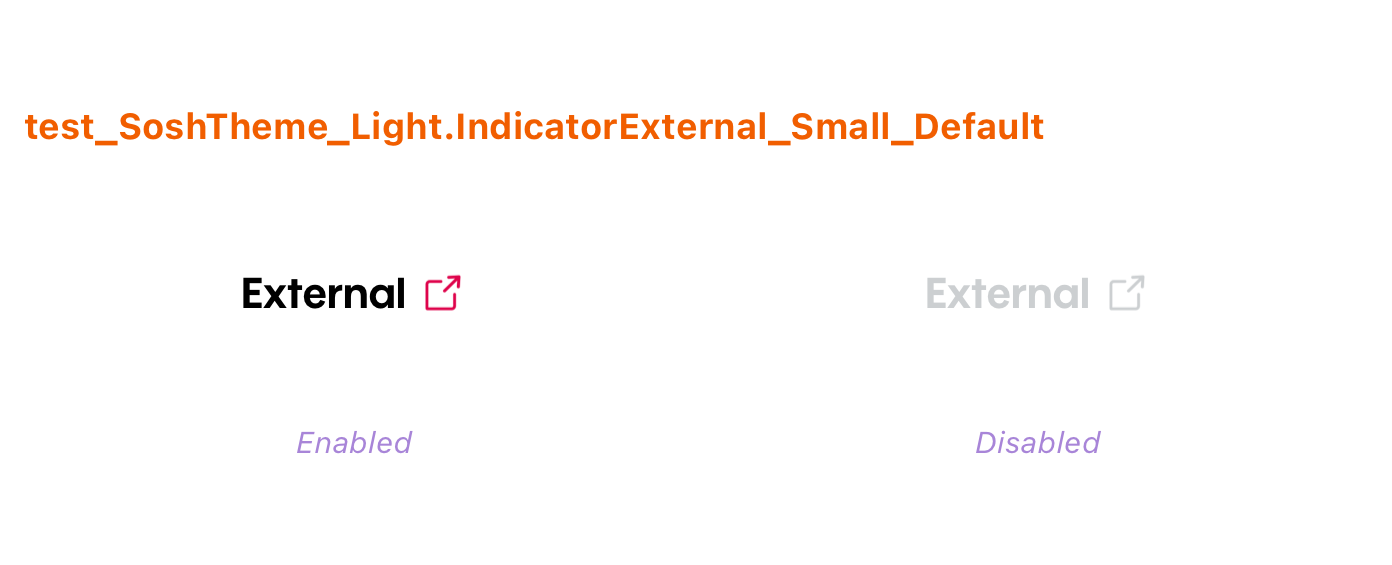 test_SoshTheme_Light.IndicatorExternal_Small_Default
External External
Enabled Disabled